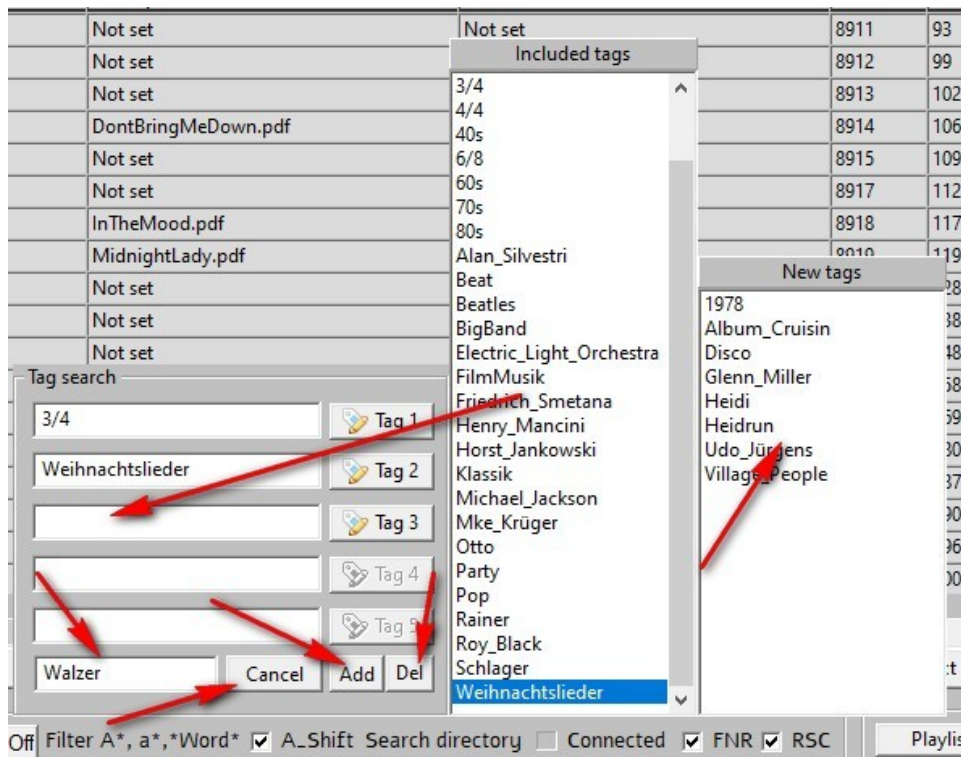 Not set Not set 8911 93
Not set 8912 99
Not set 8913 102
DontBringMeDown.pdf 8914 106
Not set 8915 109
Not set 8917 112
InTheMood.pdf 8918 117
MidnightLady.pdf 8919 119
Not set
Not set
Not set
Included tags
3/4
4/4
40s
6/8
60s
70s
80s
Alan_Silvestri
Beat
Beatles
BigBand
Electric_Light_Orchestra
FilmMusik
Friedrich_Smetana
Henry_Mancini
Horst_Jankowski
Klassik
Michael_Jackson
Mke_Krüger
Otto
Party
Pop
Rainer
Roy_Black
Schlager
Weihnachtslieder
New tags
1978
Album_Cruisin
Disco
Glenn_Miller
Heidi
Heidrun
Udo_Jürgens
Village_People
Tag search
3/4 Tag 1
Weihnachtslieder Tag 2
Tag 3
Tag 4
Tag 5
Walzer Cancel Add Del
Off Filter A*, a*,*Word* A_Shift Search directory Connected FNR RSC